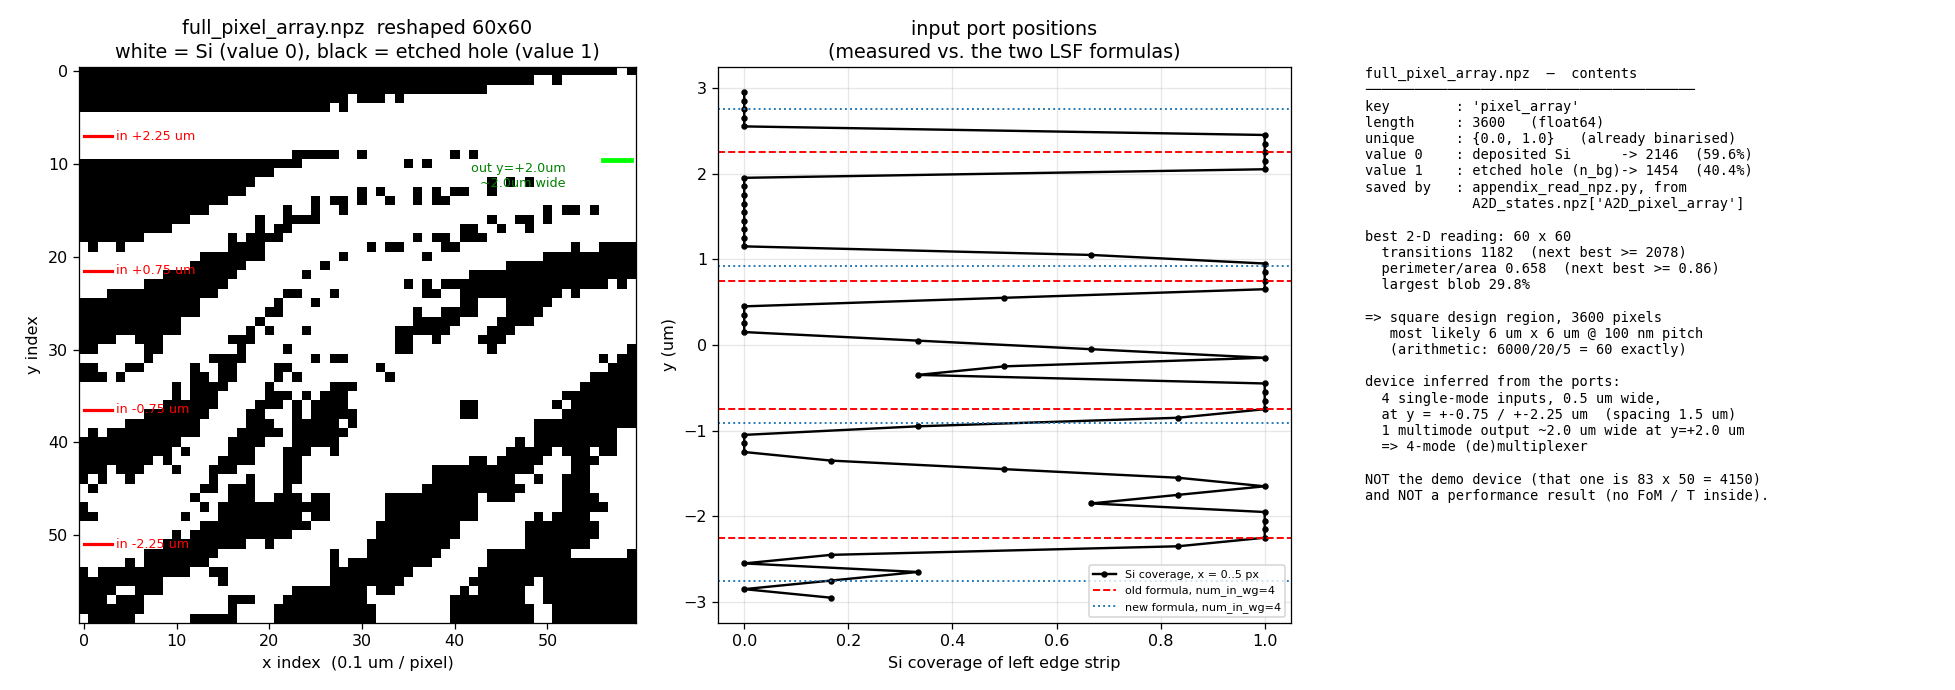 full_pixel_array.npz  reshaped 60x60
white = Si (value 0), black = etched hole (value 1)
0
10
20
30
40
50
y index
in +2.25 um
in +0.75 um
in -0.75 um
in -2.25 um
out y=+2.0um
~2.0um wide
0
10
20
30
40
50
x index  (0.1 um / pixel)
input port positions
(measured vs. the two LSF formulas)
3
2
1
0
−1
−2
−3
y (um)
Si coverage, x = 0..5 px
old formula, num_in_wg=4
new formula, num_in_wg=4
0.0
0.2
0.4
0.6
0.8
1.0
Si coverage of left edge strip
full_pixel_array.npz  —  contents
key        : 'pixel_array'
length     : 3600   (float64)
unique     : {0.0, 1.0}   (already binarised)
value 0    : deposited Si      -> 2146  (59.6%)
value 1    : etched hole (n_bg)-> 1454  (40.4%)
saved by   : appendix_read_npz.py, from
A2D_states.npz['A2D_pixel_array']
best 2-D reading: 60 x 60
transitions 1182  (next best >= 2078)
perimeter/area 0.658  (next best >= 0.86)
largest blob 29.8%
=> square design region, 3600 pixels
most likely 6 um x 6 um @ 100 nm pitch
(arithmetic: 6000/20/5 = 60 exactly)
device inferred from the ports:
4 single-mode inputs, 0.5 um wide,
at y = +-0.75 / +-2.25 um  (spacing 1.5 um)
1 multimode output ~2.0 um wide at y=+2.0 um
=> 4-mode (de)multiplexer
NOT the demo device (that one is 83 x 50 = 4150)
and NOT a performance result (no FoM / T inside).